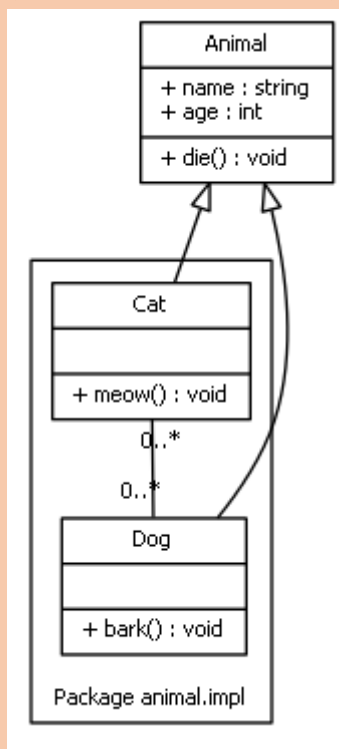 Animal
+ name : string
+ age : int
+ die() : void
Cat
+ meow() : void
0..*
0..*
Dog
+ bark() : void
Package animal.impl